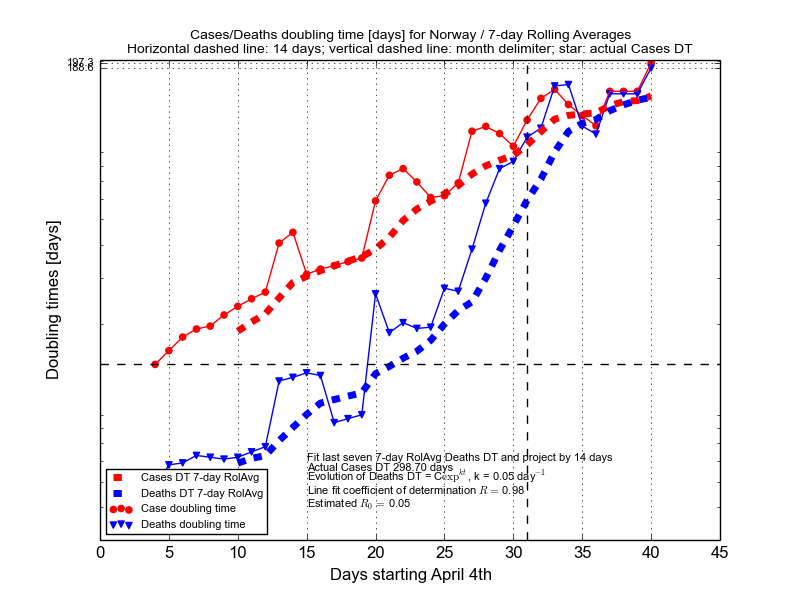 Cases/Deaths doubling time [days] for Norway / 7-day Rolling Averages
Horizontal dashed line: 14 days; vertical dashed line: month delimiter; star: actual Cases DT
197.3
188.6
Doubling times [days]
Fit last seven 7-day RolAvg Deaths DT and project by 14 days
Actual Cases DT 298.70 days
Evolution of Deaths DT = Cexp^{kt}, k = 0.05 day^{-1}
Line fit coefficient of determination R = 0.98
Estimated R_0 = 0.05
Cases DT 7-day RolAvg
Deaths DT 7-day RolAvg
Case doubling time
Deaths doubling time
0 5 10 15 20 25 30 35 40 45
Days starting April 4th